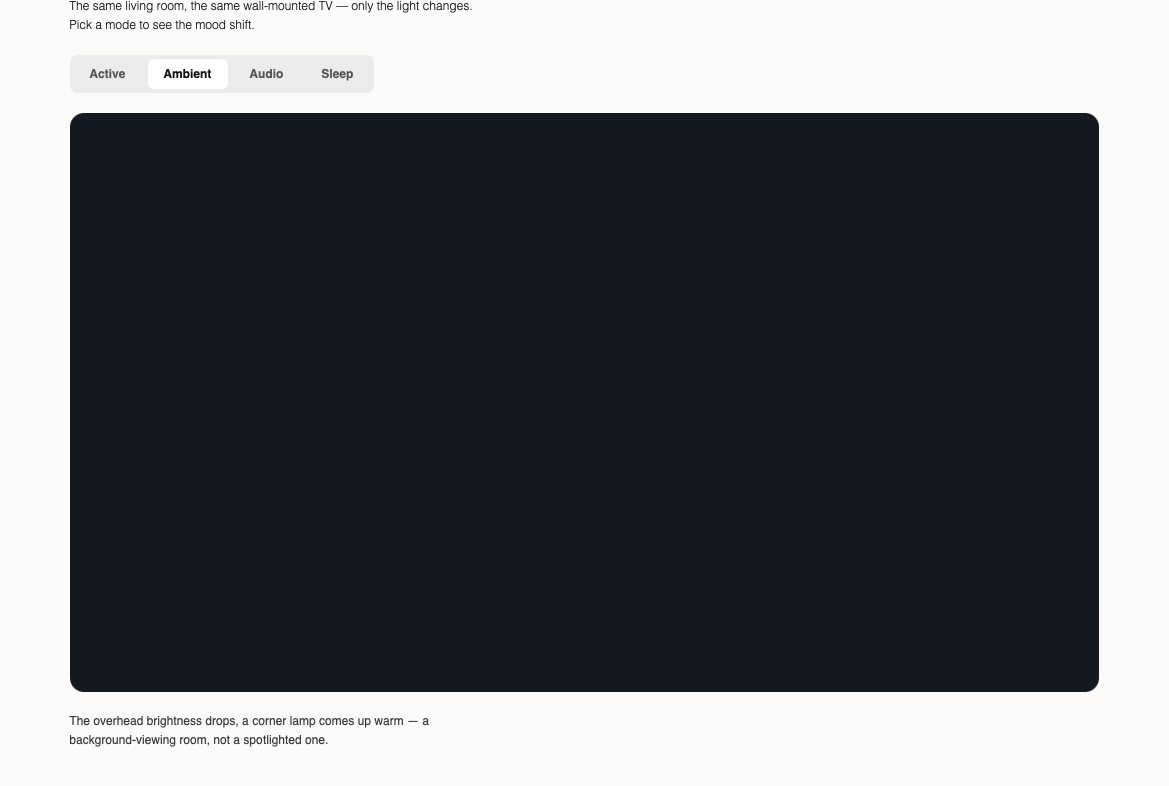 The same living room, the same wall-mounted TV — only the light changes.
Pick a mode to see the mood shift.
Active Ambient Audio Sleep
The overhead brightness drops, a corner lamp comes up warm — a
background-viewing room, not a spotlighted one.